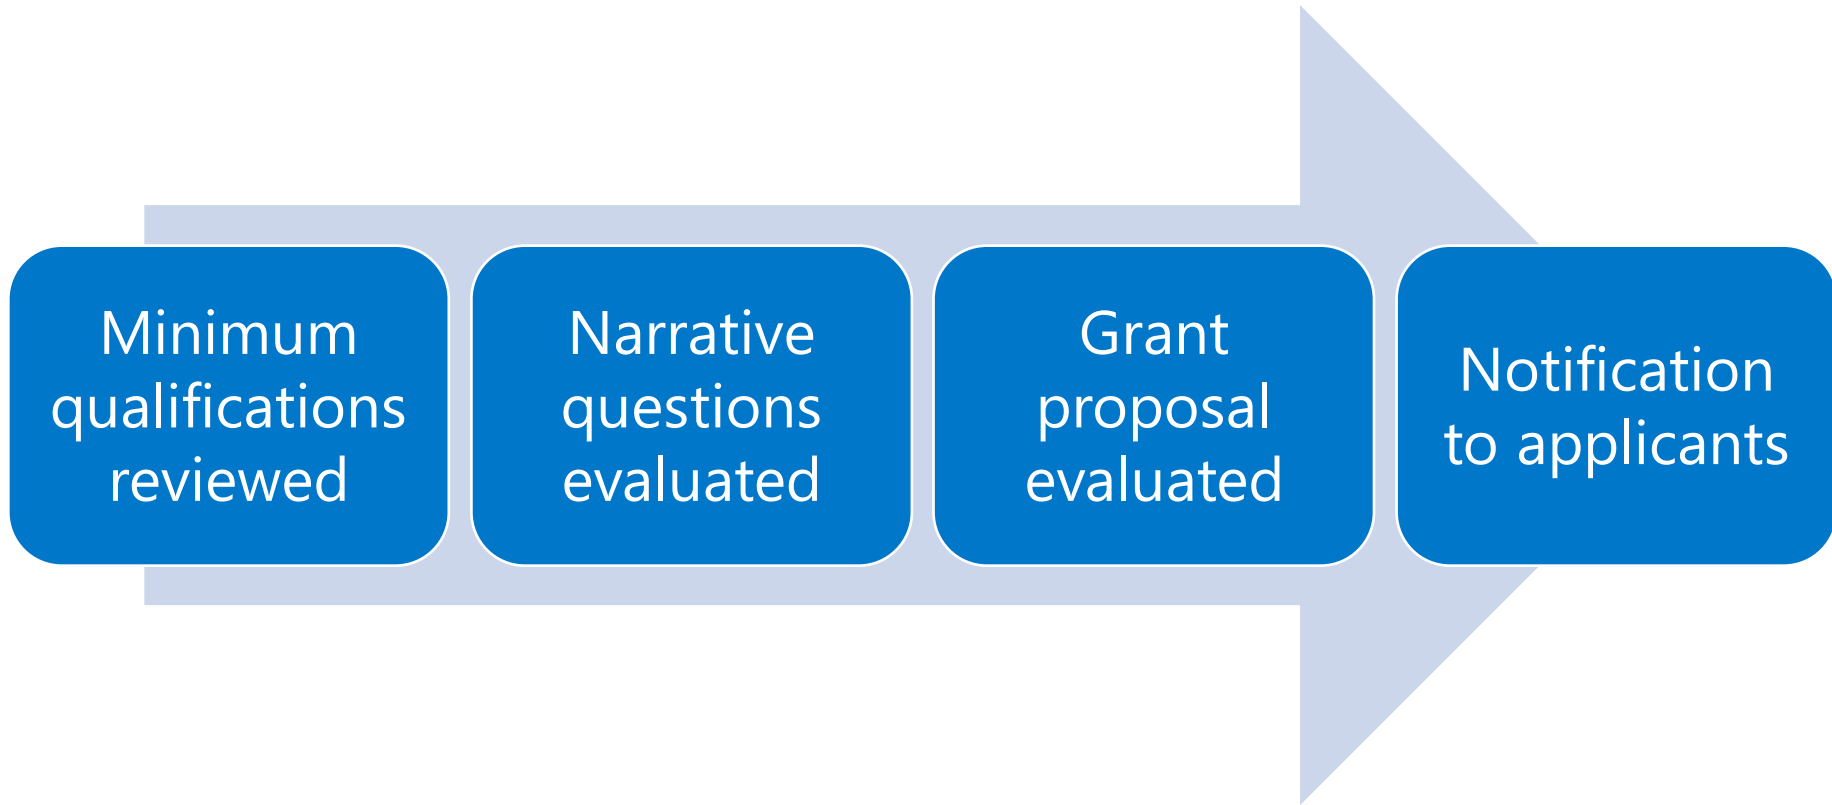 Minimum
qualifications
reviewed
Narrative
questions
evaluated
Grant
proposal
evaluated
Notification
to applicants